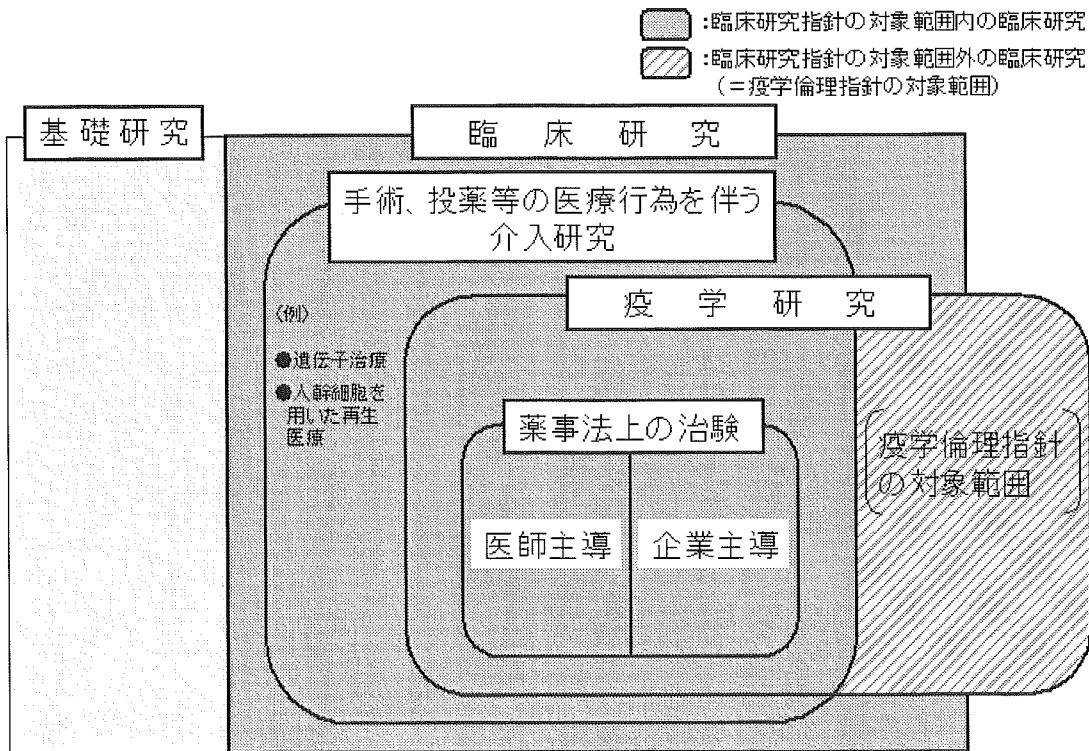 ：臨床研究指針の対象範囲内の臨床研究
：臨床研究指針の対象範囲外の臨床研究
（＝疫学倫理指針の対象範囲）
基礎研究
臨床研究
手術、投薬等の医療行為を伴う
介入研究
疫学研究
〈例〉
●遺伝子治療
●人幹細胞を
用いた再生
医療
薬事法上の治験
疫学倫理指針
の対象範囲
医師主導
企業主導